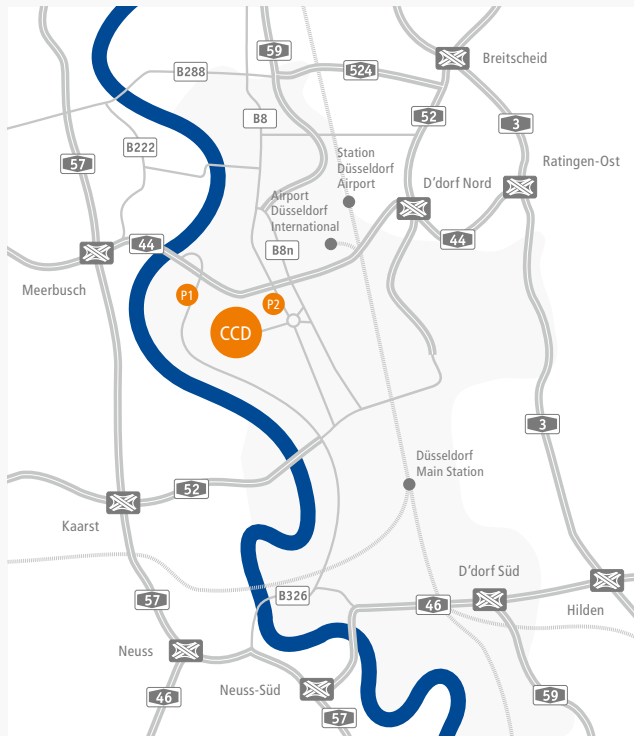 59
Breitscheid
B288
524
52
B8
3
B222
Station
Düsseldorf
Airport
57
Ratingen-Ost
D'dorf Nord
Airport
Düsseldorf
International
44
44
B8n
Meerbusch
P1
P2
CCD
3
Düsseldorf
Main Station
52
Kaarst
D'dorf Süd
57
B326
46
Hilden
Neuss
Neuss-Süd
46
59
57